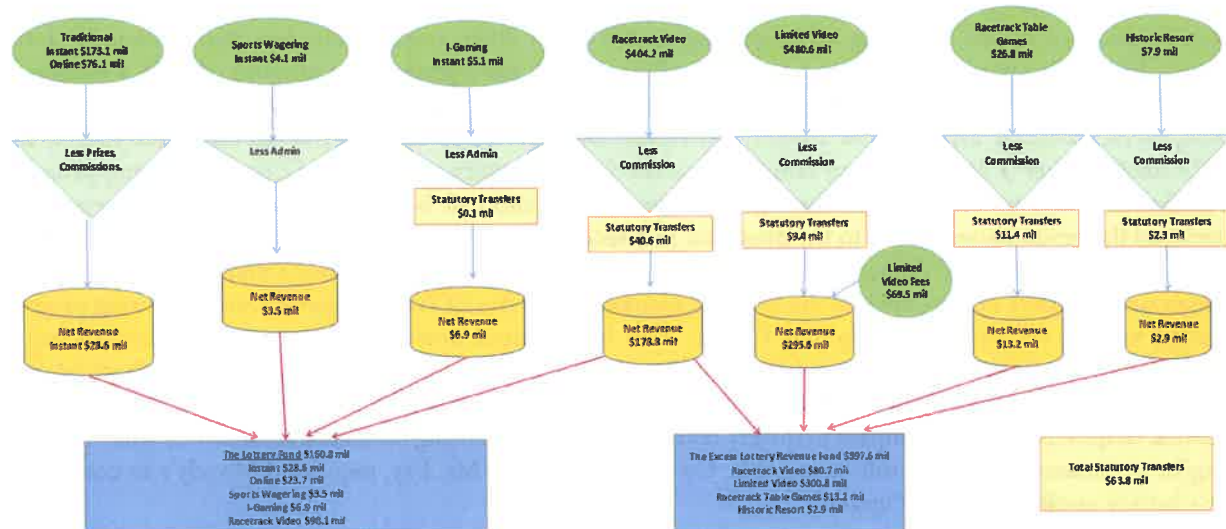 Traditional
Instant $173.1 mil
Online $76.1 mil
Sports Wagering
Instant $4.1 mil
I-Gaming
Instant $5.1 mil
Racetrack Video
$404.2 mil
Limited Video
$480.6 mil
Racetrack Table
Games
$26.8 mil
Historic Resort
$7.9 mil
Less Prizes,
Commissions.
Less Admin
Less Admin
Less
Commission
Less
Commission
Less
Commission
Less
Commission
Statutory Transfers
$0.1 mil
Statutory Transfers
$40.6 mil
Statutory Transfers
$9.4 mil
Statutory Transfers
$11.4 mil
Statutory Transfers
$2.3 mil
Limited
Video Fees
$69.5 mil
Net Revenue
Instant $28.6 mil
Net Revenue
$3.5 mil
Net Revenue
$6.9 mil
Net Revenue
$178.8 mil
Net Revenue
$295.6 mil
Net Revenue
$13.2 mil
Net Revenue
$2.9 mil
The Lottery Fund $160.8 mil
Instant $28.6 mil
Online $23.7 mil
Sports Wagering $3.5 mil
I-Gaming $6.9 mil
Racetrack Video $98.1 mil
The Excess Lottery Revenue Fund $397.6 mil
Racetrack Video $80.7 mil
Limited Video $300.8 mil
Racetrack Table Games $13.2 mil
Historic Resort $2.9 mil
Total Statutory Transfers
$63.8 mil